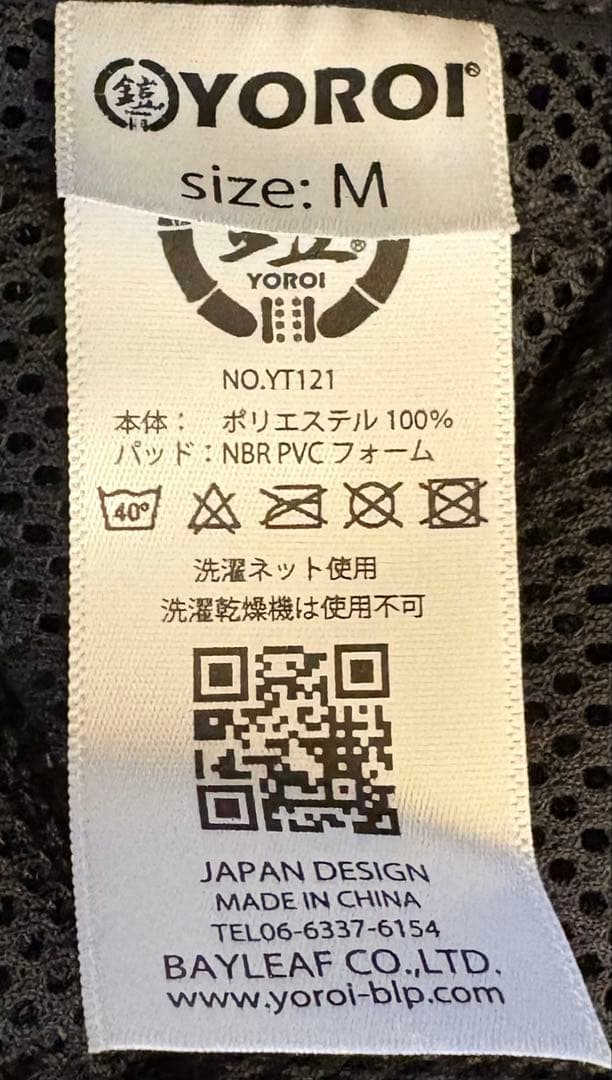 鎧 YOROI®
size: M
鎧®
YOROI
NO.YT121
本体： ポリエステル 100%
パッド：NBR PVC フォーム
40°
洗濯ネット使用
洗濯乾燥機は使用不可
JAPAN DESIGN
MADE IN CHINA
TEL06-6337-6154
BAYLEAF CO.,LTD.
www.yoroi-blp.com